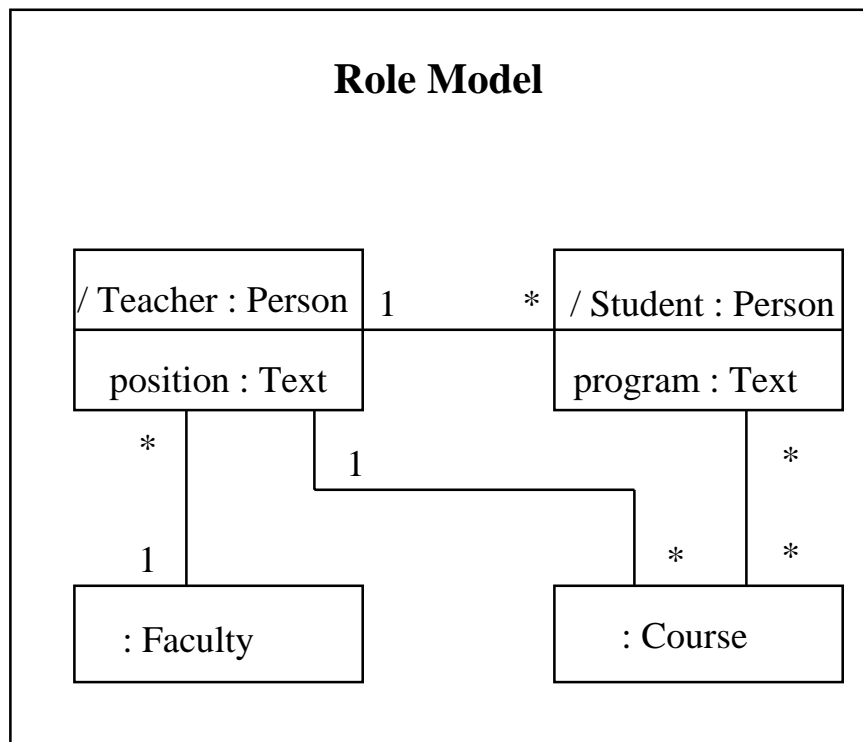 Role Model
/ Teacher : Person
1
*
/ Student : Person
position : Text
program : Text
*
1
*
1
*
*
: Faculty
: Course